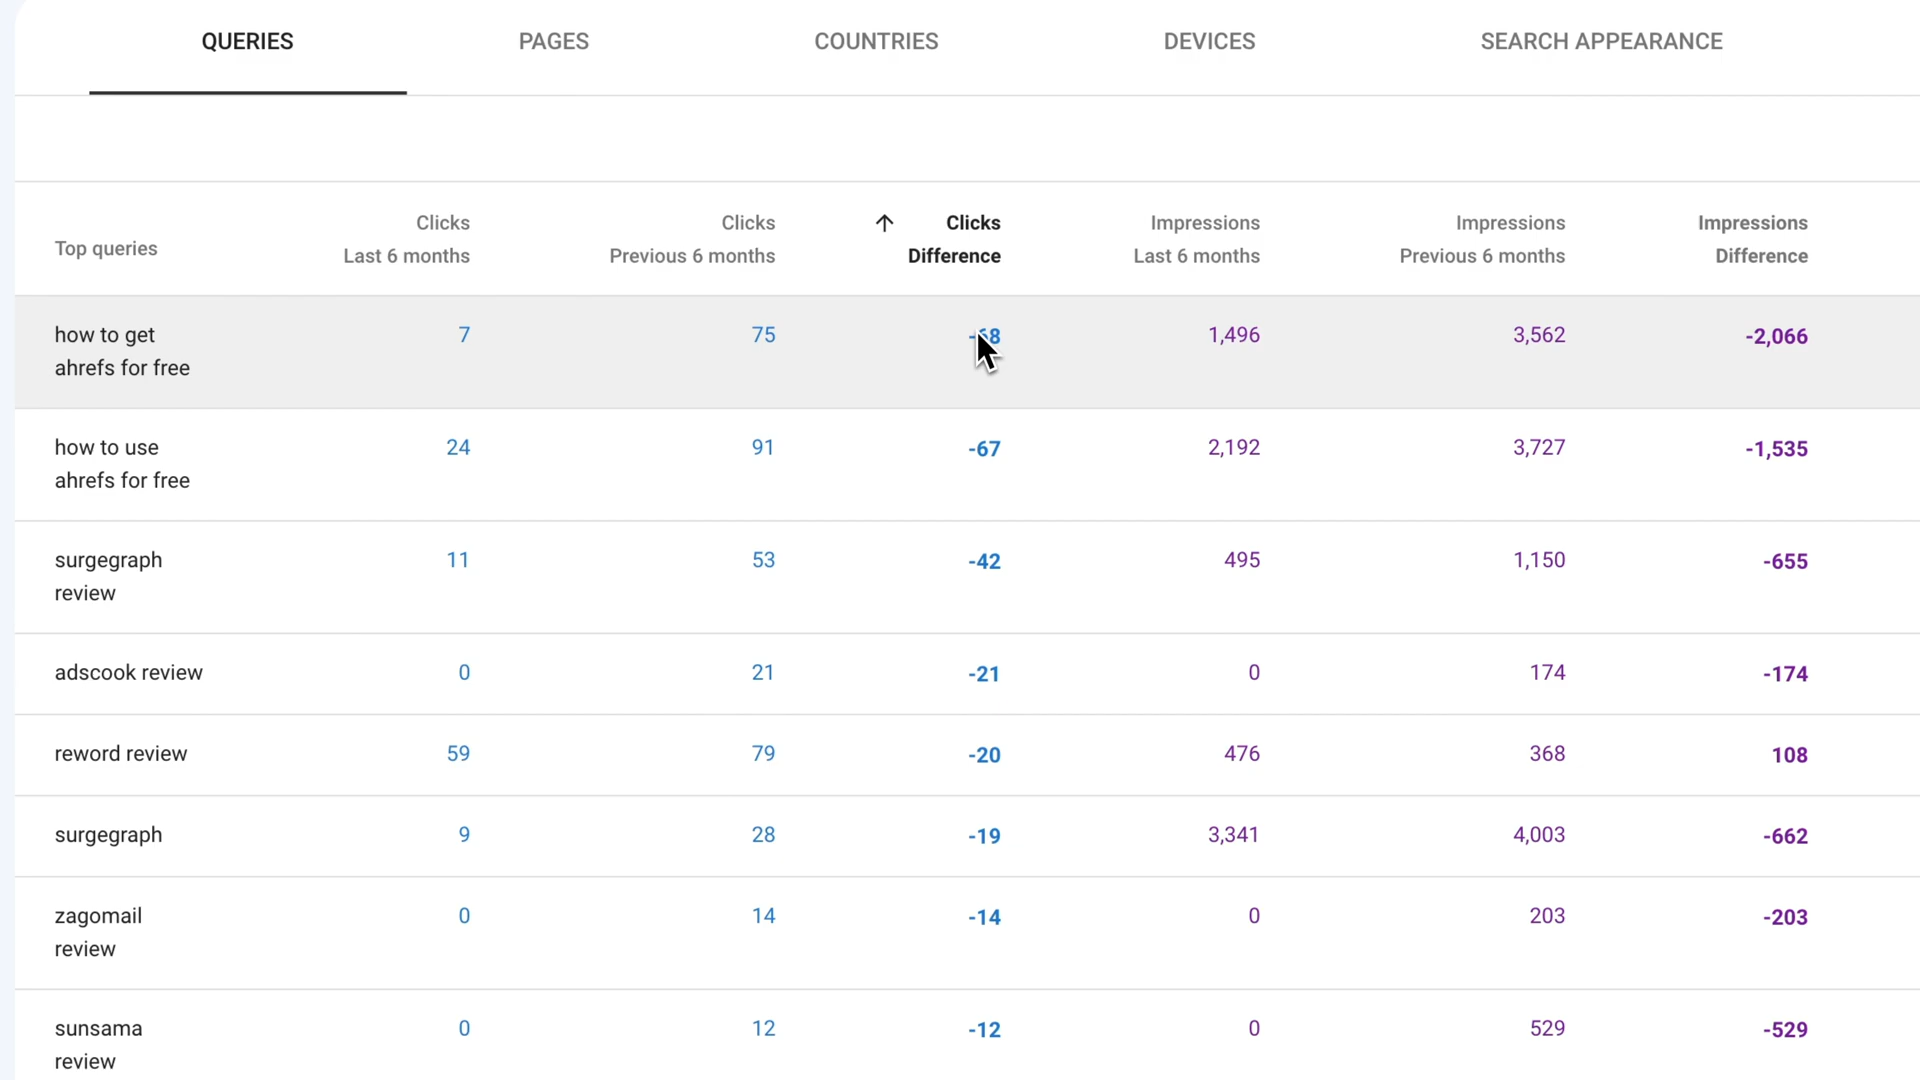 QUERIES PAGES COUNTRIES DEVICES SEARCH APPEARANCE
Top queries
Clicks
Last 6 months
Clicks
Previous 6 months
Clicks
Difference
Impressions
Last 6 months
Impressions
Previous 6 months
Impressions
Difference
how to get
ahrefs for free
7 75 -68 1,496 3,562 -2,066
how to use
ahrefs for free
24 91 -67 2,192 3,727 -1,535
surgegraph
review
11 53 -42 495 1,150 -655
adscook review 0 21 -21 0 174 -174
reword review 59 79 -20 476 368 108
surgegraph 9 28 -19 3,341 4,003 -662
zagomail
review
0 14 -14 0 203 -203
sunsama
review
0 12 -12 0 529 -529